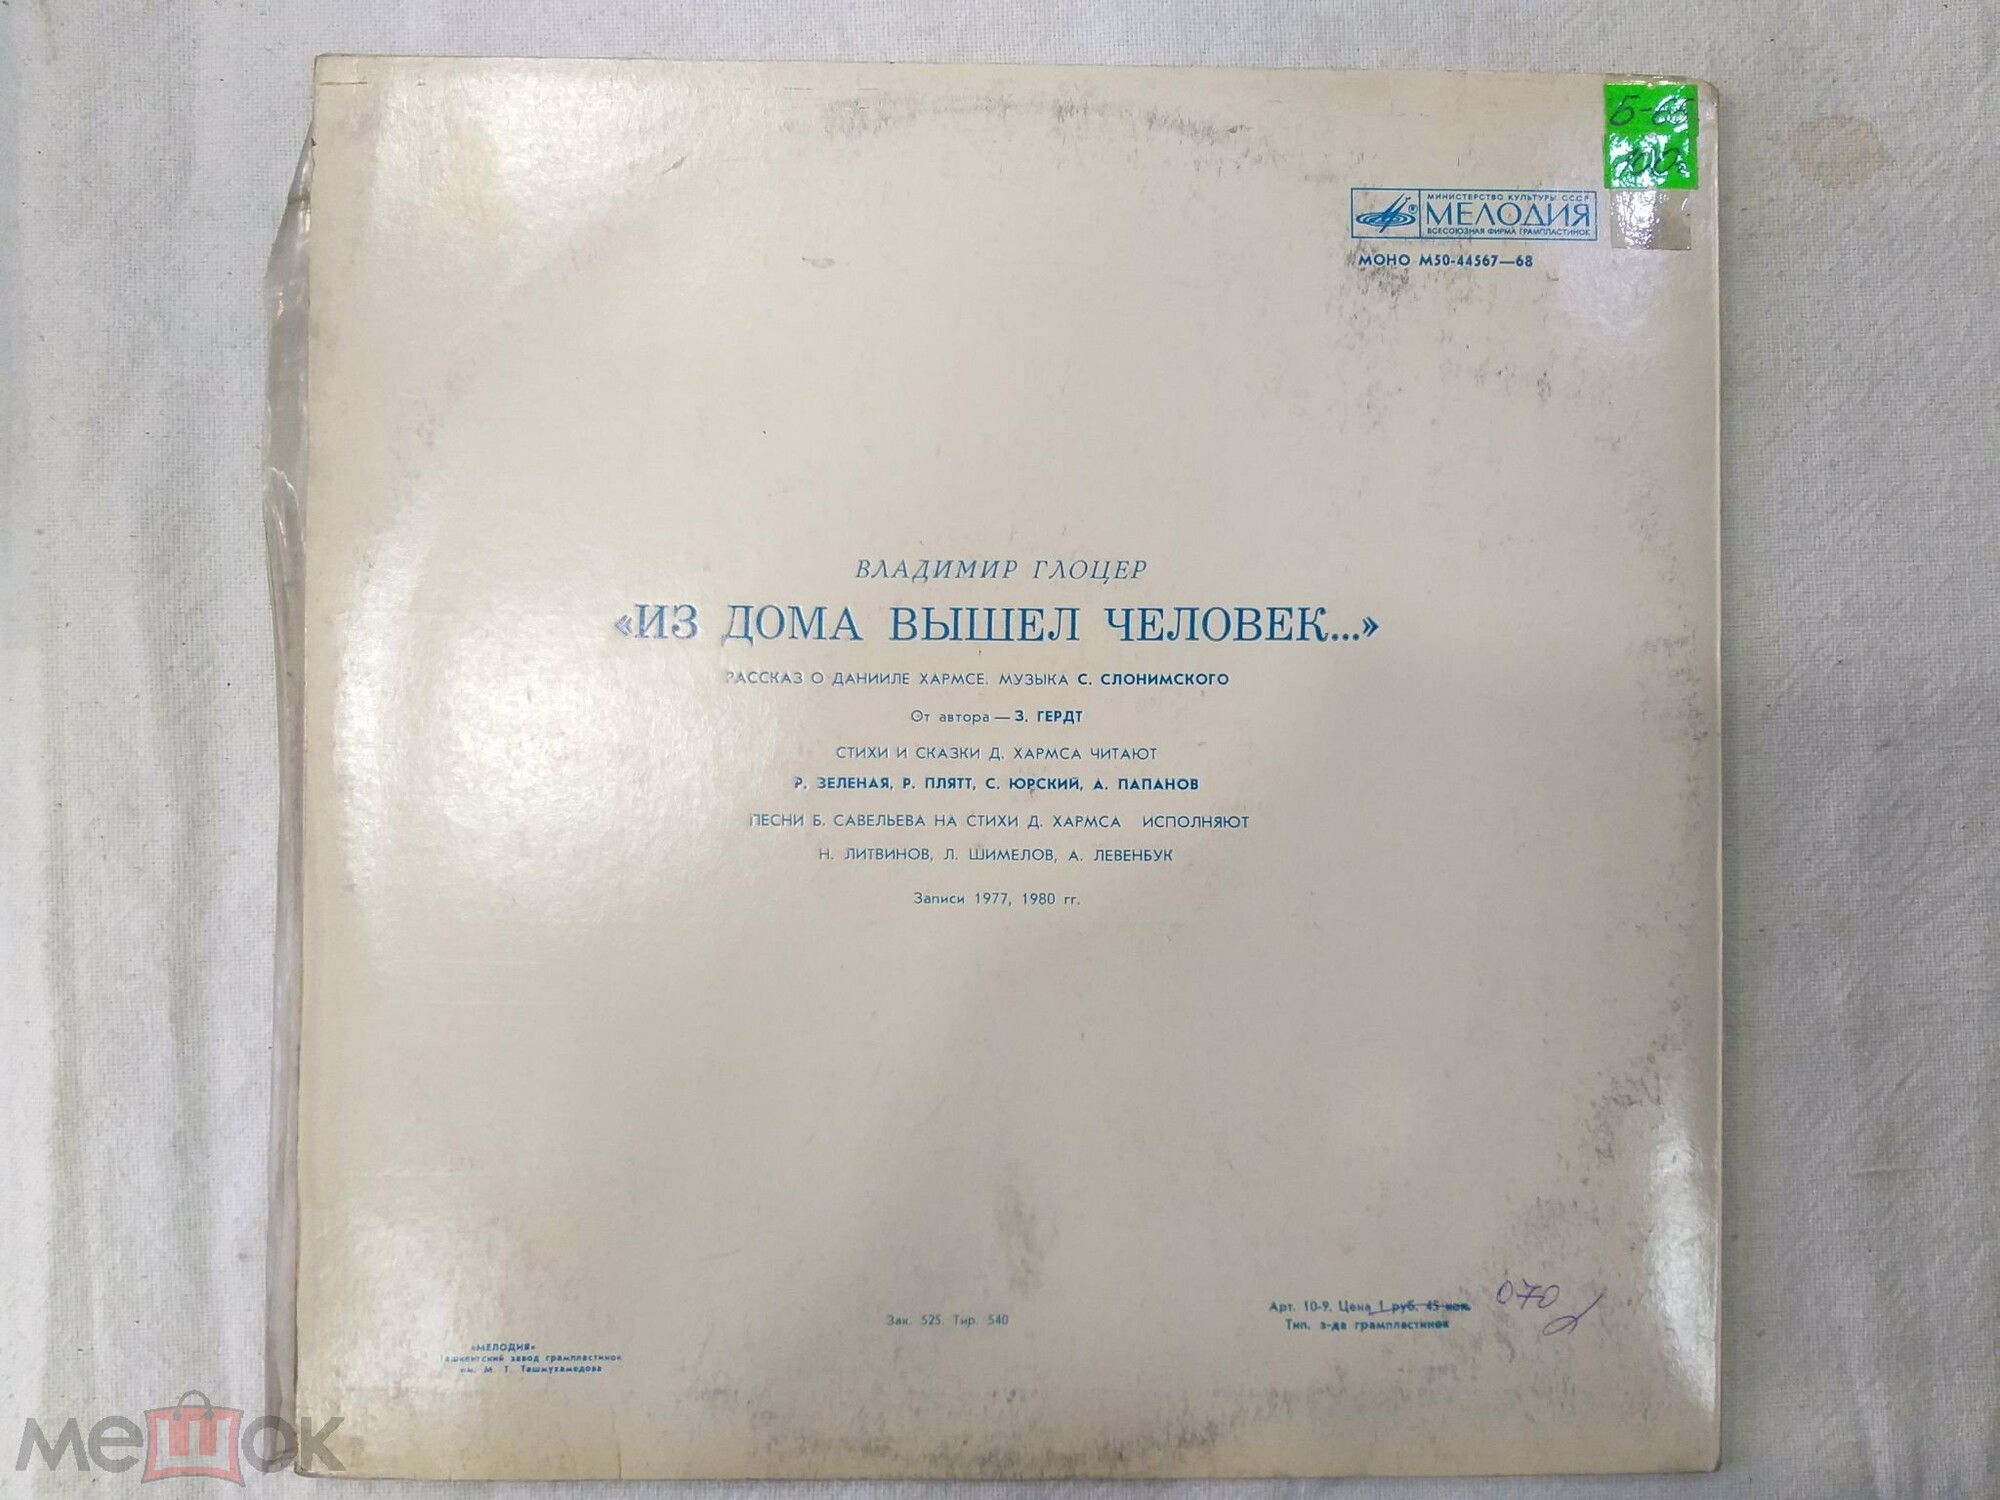 Б-66
МИНИСТЕРСТВО КУЛЬТУРЫ СССР
МЕЛОДИЯ
ВСЕСОЮЗНАЯ ФИРМА ГРАМПЛАСТИНОК
МОНО М50-44567—68
ВЛАДИМИР ГЛОЦЕР
«ИЗ ДОМА ВЫШЕЛ ЧЕЛОВЕК...»
РАССКАЗ О ДАНИИЛЕ ХАРМСЕ. МУЗЫКА С. СЛОНИМСКОГО
От автора — З. ГЕРДТ
СТИХИ И СКАЗКИ Д. ХАРМСА ЧИТАЮТ
Р. ЗЕЛЕНАЯ, Р. ПЛЯТТ, С. ЮРСКИЙ, А. ПАПАНОВ
ПЕСНИ Б. САВЕЛЬЕВА НА СТИХИ Д. ХАРМСА ИСПОЛНЯЮТ
Н. ЛИТВИНОВ, Л. ШИМЕЛОВ, А. ЛЕВЕНБУК
Записи 1977, 1980 гг.
«МЕЛОДИЯ»
Ташкентский завод грампластинок
им. М. Т. Ташмухамедова
Зак. 525. Тир. 540
Арт. 10-9. Цена 1 руб. 45 коп.
Тип. з-да грампластинок
070
мешок